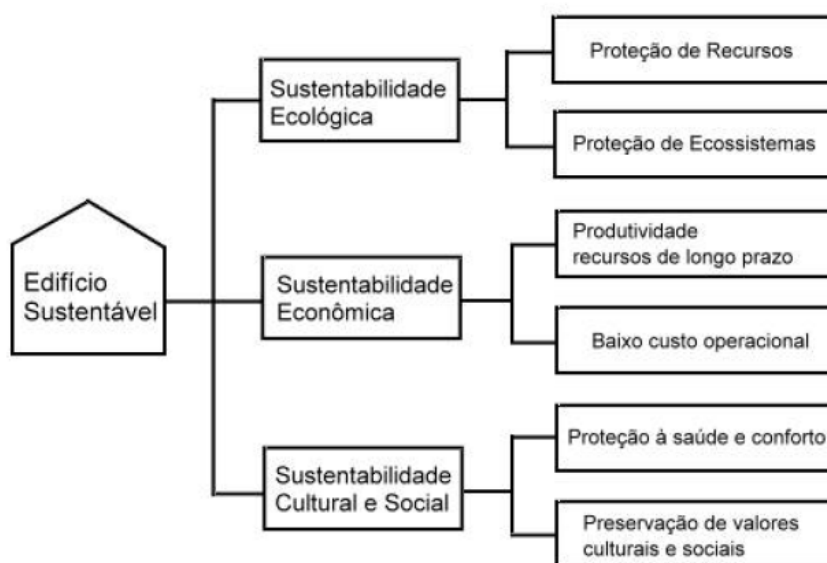 Edifício
Sustentável
Sustentabilidade
Ecológica
Proteção de Recursos
Proteção de Ecossistemas
Sustentabilidade
Econômica
Produtividade
recursos de longo prazo
Baixo custo operacional
Sustentabilidade
Cultural e Social
Proteção à saúde e conforto
Preservação de valores
culturais e sociais